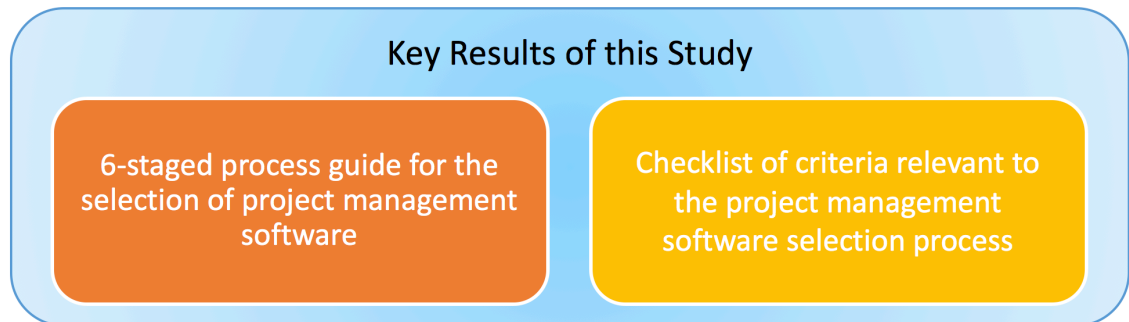 Key Results of this Study
6-staged process guide for the
selection of project management
software
Checklist of criteria relevant to
the project management
software selection process